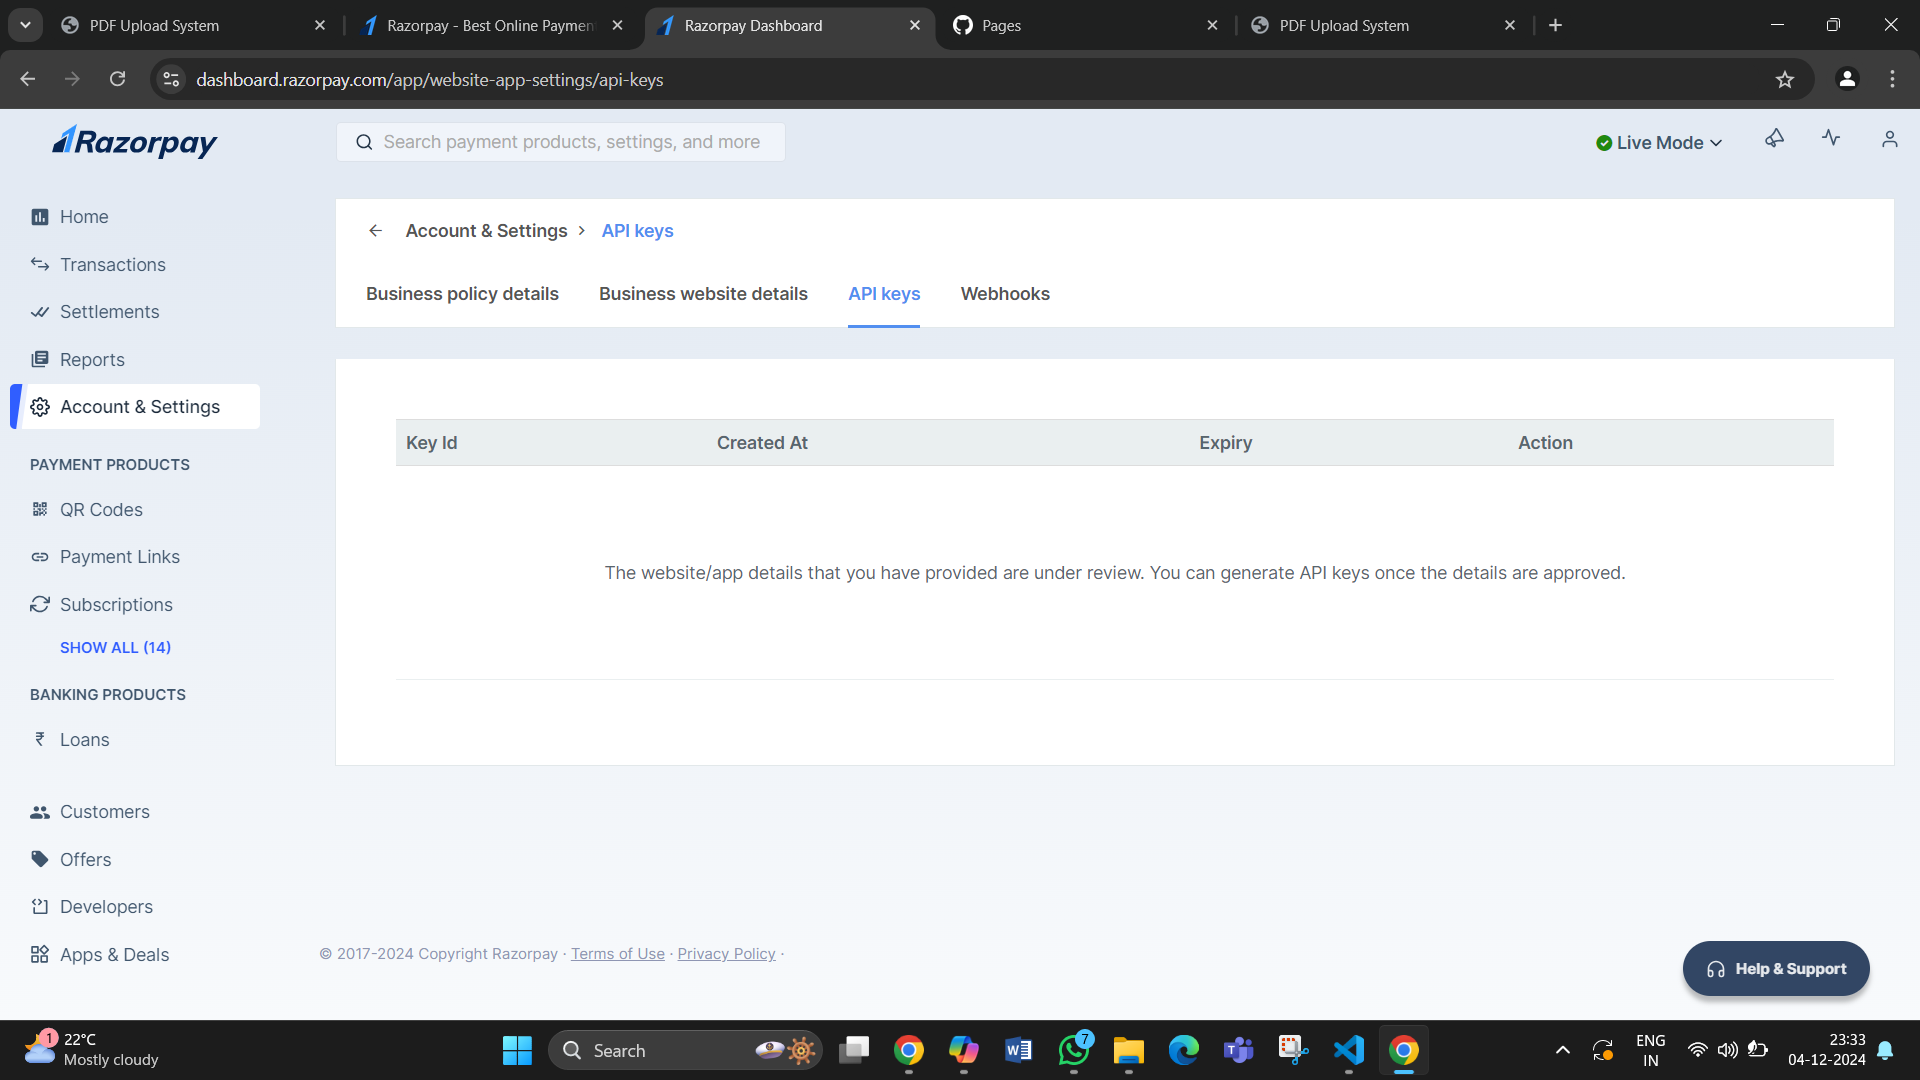 PDF Upload System
Razorpay - Best Online Paymen
Razorpay Dashboard
Pages
PDF Upload System
dashboard.razorpay.com/app/website-app-settings/api-keys
Razorpay
Search payment products, settings, and more
Live Mode
Home
Transactions
Settlements
Reports
Account & Settings
PAYMENT PRODUCTS
QR Codes
Payment Links
Subscriptions
SHOW ALL (14)
BANKING PRODUCTS
₹ Loans
Customers
Offers
Developers
Apps & Deals
Account & Settings > API keys
Business policy details Business website details API keys Webhooks
Key Id Created At Expiry Action
The website/app details that you have provided are under review. You can generate API keys once the details are approved.
© 2017-2024 Copyright Razorpay · Terms of Use · Privacy Policy ·
Help & Support
1
22°C
Mostly cloudy
Search
7
ENG
IN
23:33
04-12-2024